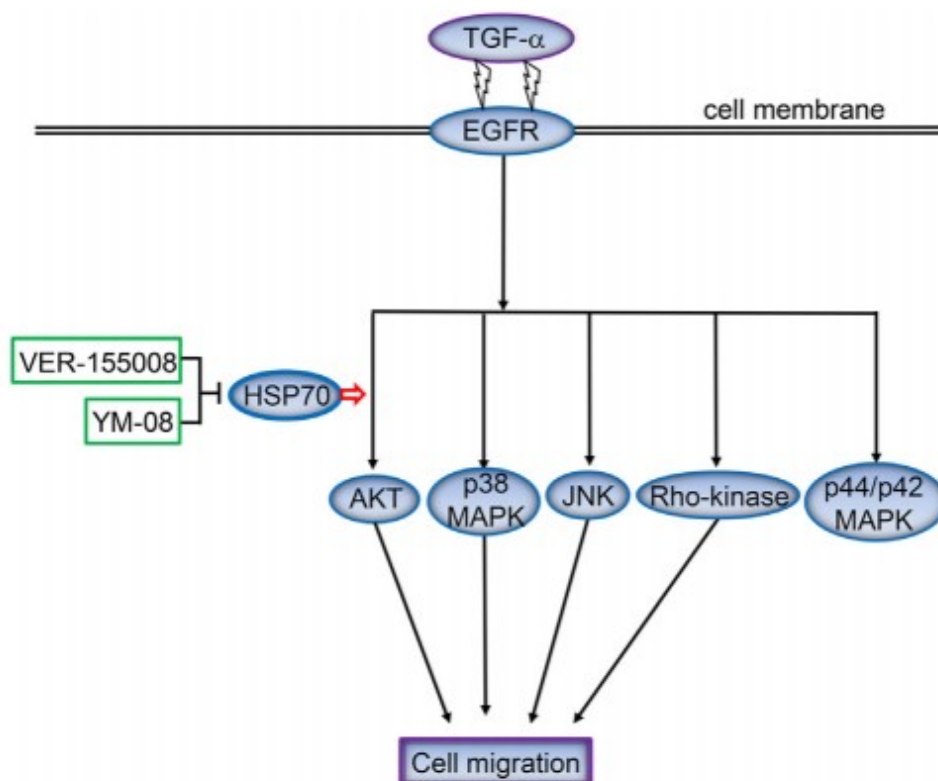 TGF-α
cell membrane
EGFR
VER-155008
HSP70
YM-08
AKT
p38
MAPK
JNK
Rho-kinase
p44/p42
MAPK
Cell migration